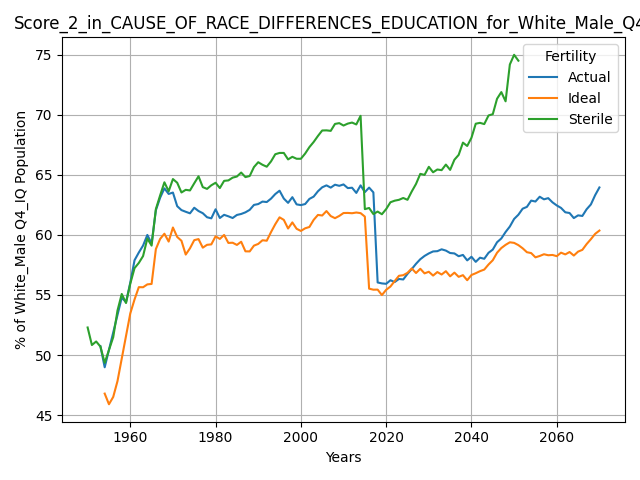 Score_2_in_CAUSE_OF_RACE_DIFFERENCES_EDUCATION_for_White_Male_Q4
% of White_Male Q4_IQ Population
75
70
65
60
55
50
45
1960
1980
2000
2020
2040
2060
Years
Fertility
Actual
Ideal
Sterile